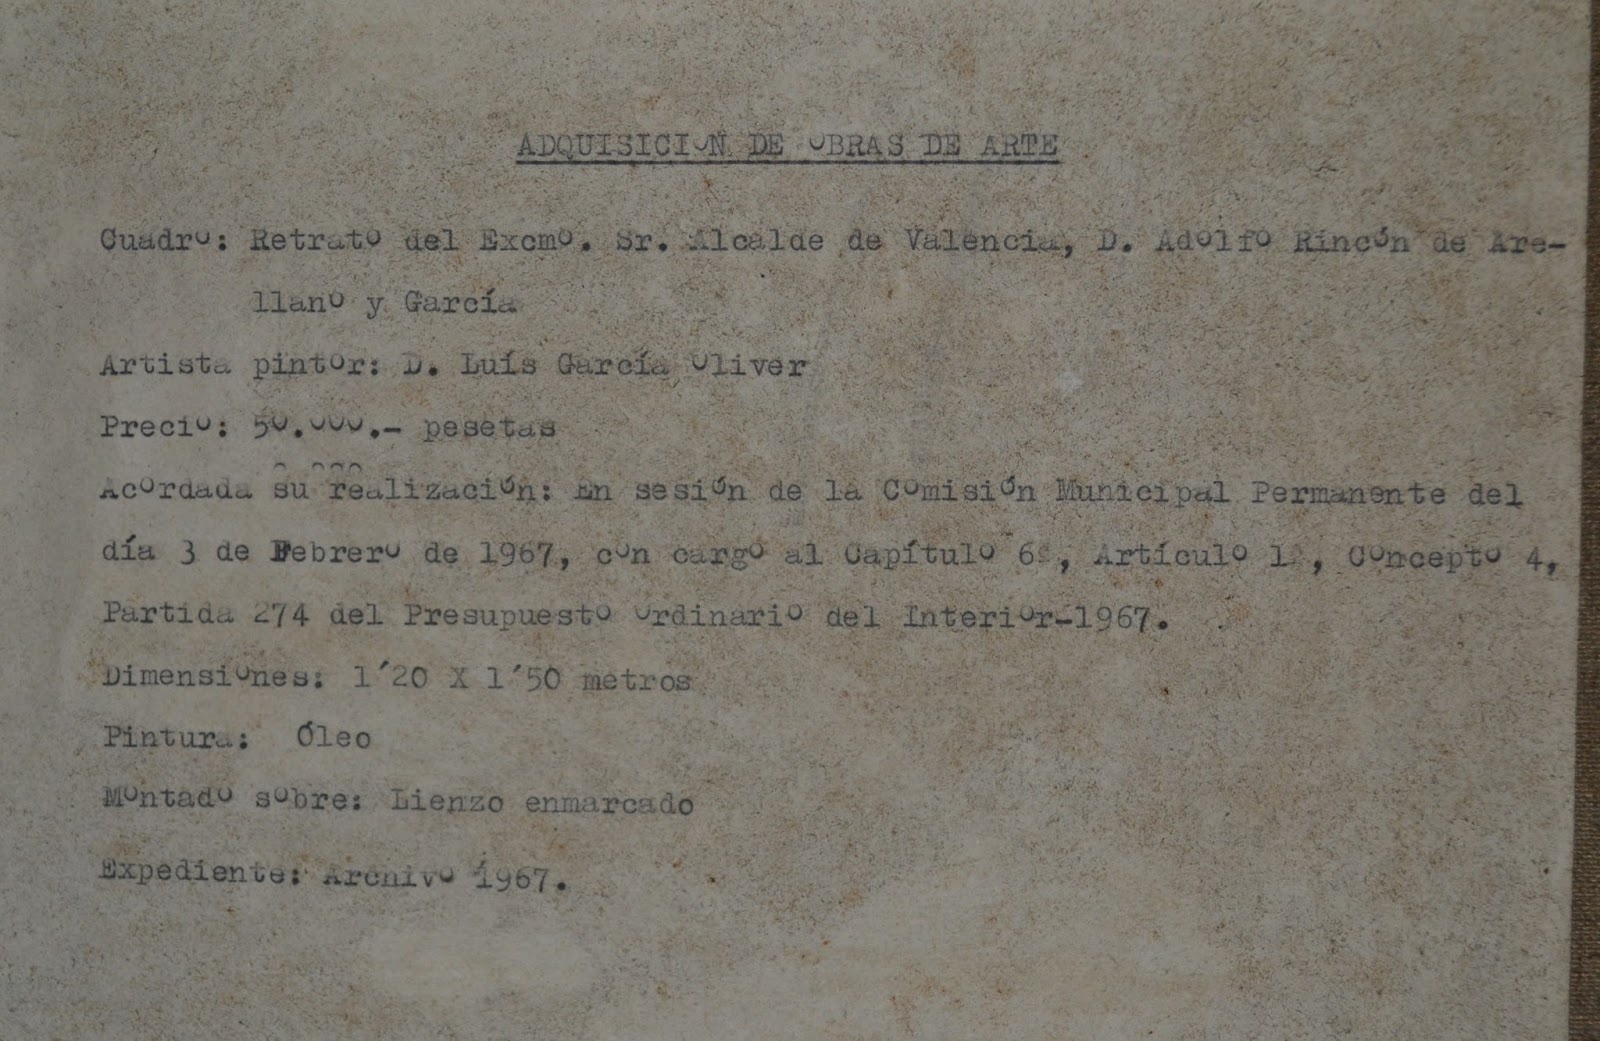 ADQUISICION DE OBRAS DE ARTE
Cuadro: Retrato del Excmo. Sr. Alcalde de Valencia, D. Adolfo Rincón de Are-
llano y García
Artista pintor: D. Luís García Oliver
Precio: 50.000.- pesetas
Acordada su realización: En sesión de la Comisión Municipal Permanente del
día 3 de Febrero de 1967, con cargo al Capítulo 6º, Artículo 1º, Concepto 4,
Partida 274 del Presupuesto Ordinario del Interior-1967.
Dimensiones: 1´20 X 1´50 metros
Pintura: Óleo
Montado sobre: Lienzo enmarcado
Expediente: Archivo 1967.